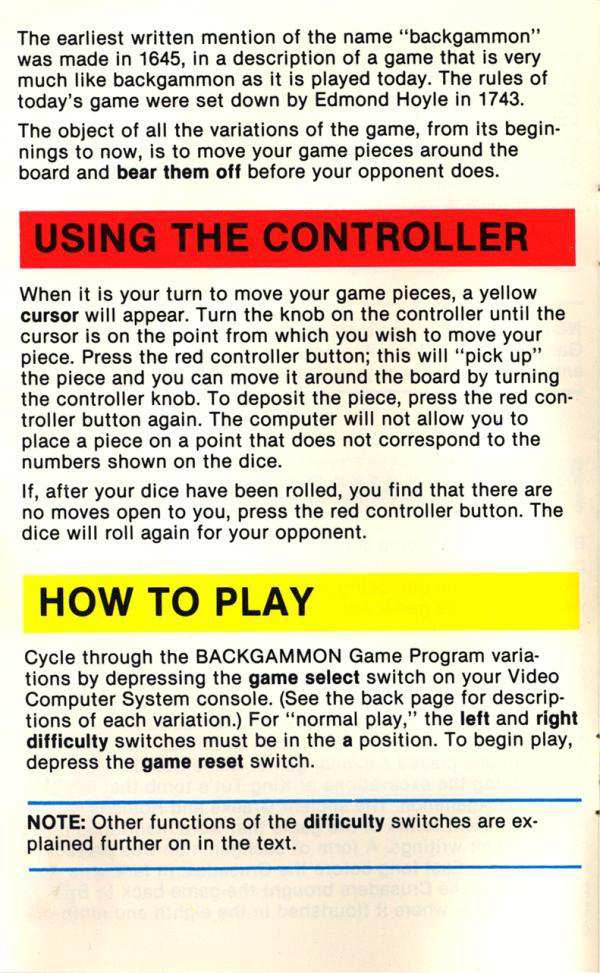 The earliest written mention of the name “backgammon”
was made in 1645, in a description of a game that is very
much like backgammon as it is played today. The rules of
today’s game were set down by Edmond Hoyle in 1743.
The object of all the variations of the game, from its begin-
nings to now, is to move your game pieces around the
board and bear them off before your opponent does.
USING THE CONTROLLER
When it is your turn to move your game pieces, a yellow
cursor will appear. Turn the knob on the controller until the
cursor is on the point from which you wish to move your
piece. Press the red controller button; this will “pick up”
the piece and you can move it around the board by turning
the controller knob. To deposit the piece, press the red con-
troller button again. The computer will not allow you to
place a piece on a point that does not correspond to the
numbers shown on the dice.
If, after your dice have been rolled, you find that there are
no moves open to you, press the red controller button. The
dice will roll again for your opponent.
HOW TO PLAY
Cycle through the BACKGAMMON Game Program varia-
tions by depressing the game select switch on your Video
Computer System console. (See the back page for descrip-
tions of each variation.) For “normal play,” the left and right
difficulty switches must be in the a position. To begin play,
depress the game reset switch.
NOTE: Other functions of the difficulty switches are ex-
plained further on in the text.